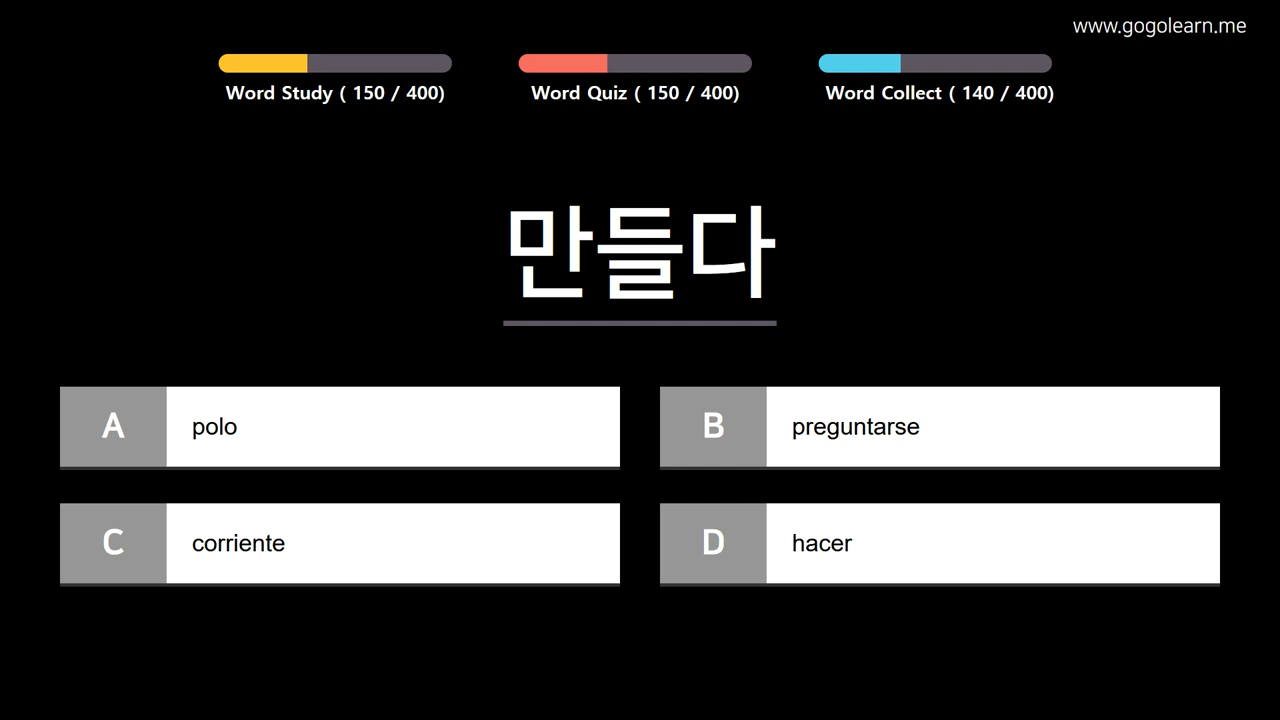 www.gogolearn.me
Word Study ( 150 / 400)
Word Quiz ( 150 / 400)
Word Collect ( 140 / 400)
만들다
A polo
B preguntarse
C corriente
D hacer